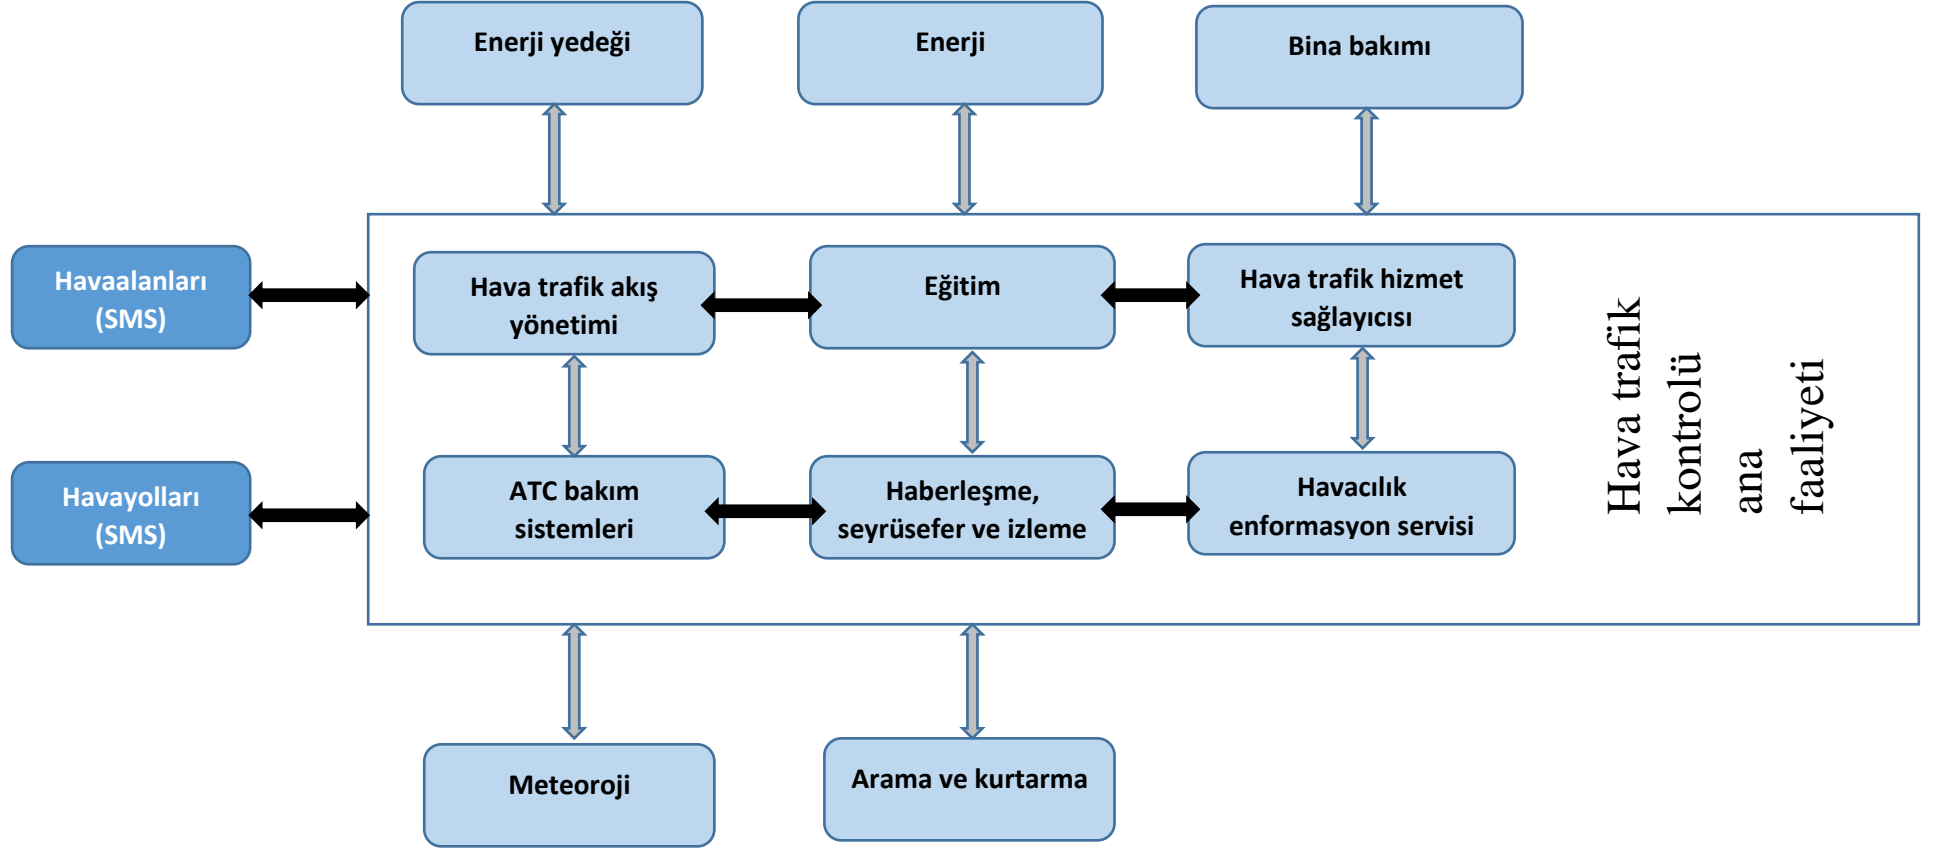 Enerji yedeği
Enerji
Bina bakımı
Havaalanları
(SMS)
Hava trafik akış
yönetimi
Eğitim
Hava trafik hizmet
sağlayıcısı
Hava trafik
kontrolü
ana
faaliyeti
Havayolları
(SMS)
ATC bakım
sistemleri
Haberleşme,
seyrüsefer ve izleme
Havacılık
enformasyon servisi
Meteoroji
Arama ve kurtarma